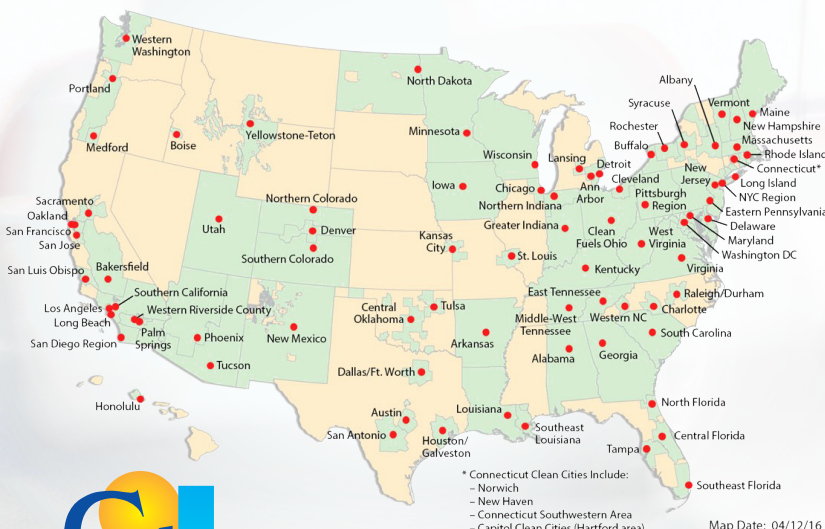 Western
Washington
Portland
Medford
Boise
Yellowstone-Teton
North Dakota
Minnesota
Wisconsin
Iowa
Chicago
Northern Indiana
Lansing
Detroit
Ann
Arbor
Cleveland
Albany
Syracuse
Rochester
Buffalo
Vermont
Maine
New Hampshire
Massachusetts
Rhode Island
Connecticut*
Long Island
NYC Region
New
Jersey
Eastern Pennsylvania
Delaware
Maryland
Washington DC
Pittsburgh
Region
Greater Indiana
Clean
Fuels Ohio
West
Virginia
Virginia
Kentucky
Sacramento
Oakland
San Francisco
San Jose
San Luis Obispo
Bakersfield
Southern California
Los Angeles
Western Riverside County
Long Beach
Palm
Springs
San Diego Region
Utah
Northern Colorado
Denver
Southern Colorado
Kansas
City
St. Louis
Phoenix
Tucson
New Mexico
Central
Oklahoma
Tulsa
Arkansas
East Tennessee
Middle-West
Tennessee
Western NC
Raleigh/Durham
Charlotte
South Carolina
Alabama
Georgia
Dallas/Ft. Worth
Austin
San Antonio
Houston/
Galveston
Louisiana
Southeast
Louisiana
North Florida
Central Florida
Tampa
Southeast Florida
Honolulu
* Connecticut Clean Cities Include:
– Norwich
– New Haven
– Connecticut Southwestern Area
– Capitol Clean Cities (Hartford area)
Map Date: 04/12/16